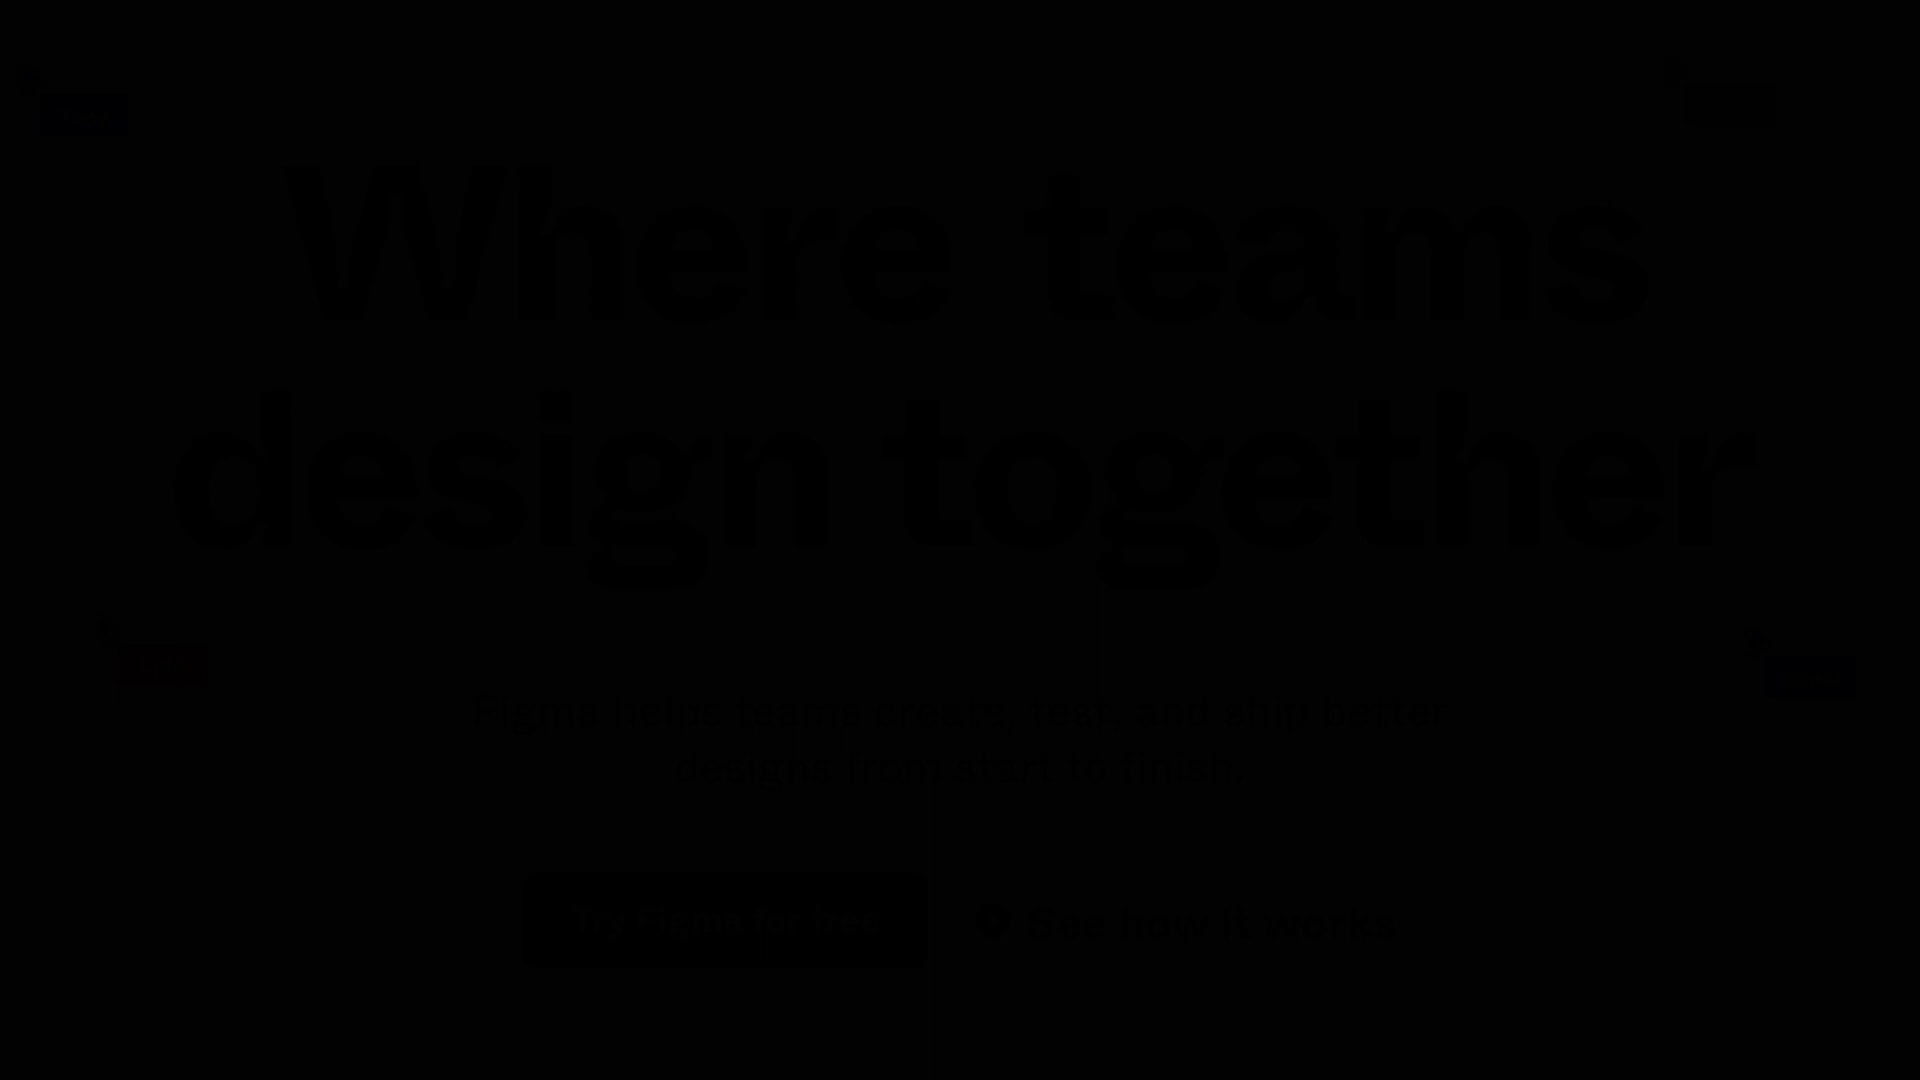 Where teams
design together
Figma helps teams create, test, and ship better
designs from start to finish.
Try Figma for free
See how it works